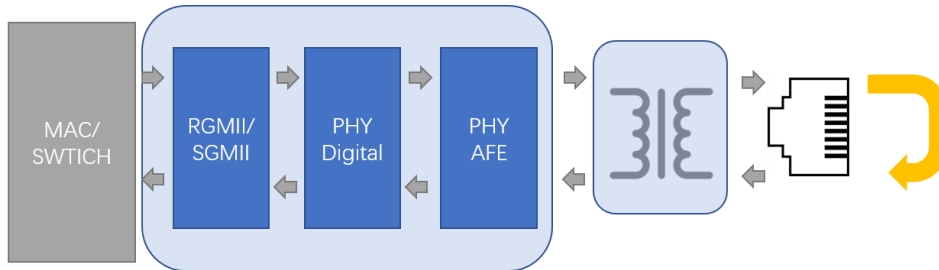 MAC/
SWTICH
RGMII/
SGMII
PHY
Digital
PHY
AFE